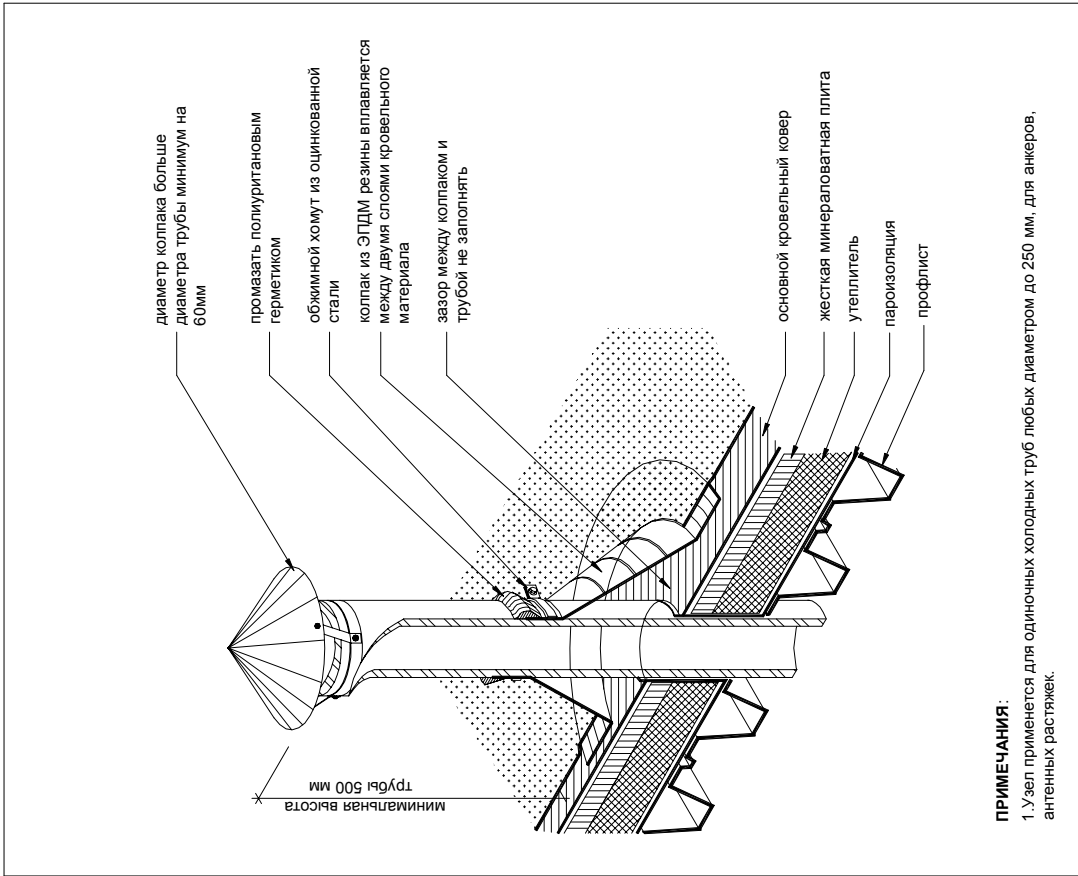 диаметр колпака больше
диаметра трубы минимум на
60мм
промазать полиуритановым
герметиком
обжимной хомут из оцинкованной
стали
колпак из ЭПДМ резины вплавляется
между двумя слоями кровельного
материала
зазор между колпаком и
трубой не заполнять
основной кровельный ковер
жесткая минераловатная плита
утеплитель
пароизоляция
профлист
минимальная высота
трубы 500 мм
ПРИМЕЧАНИЯ:
1.Узел применется для одиночных холодных труб любых диаметром до 250 мм, для анкеров,
антенных растяжек.